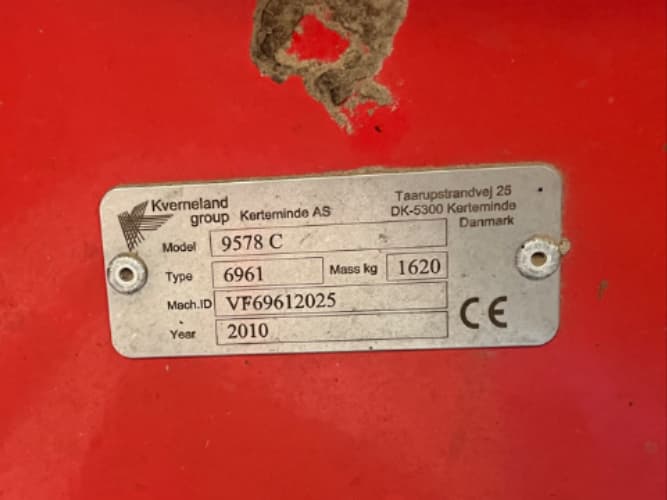 Kverneland group Kerteminde AS
Taarupstrandvej 25
DK-5300 Kerteminde
Danmark
Model 9578 C
Type 6961 Mass kg 1620
Mach.ID VF69612025
Year 2010
CE